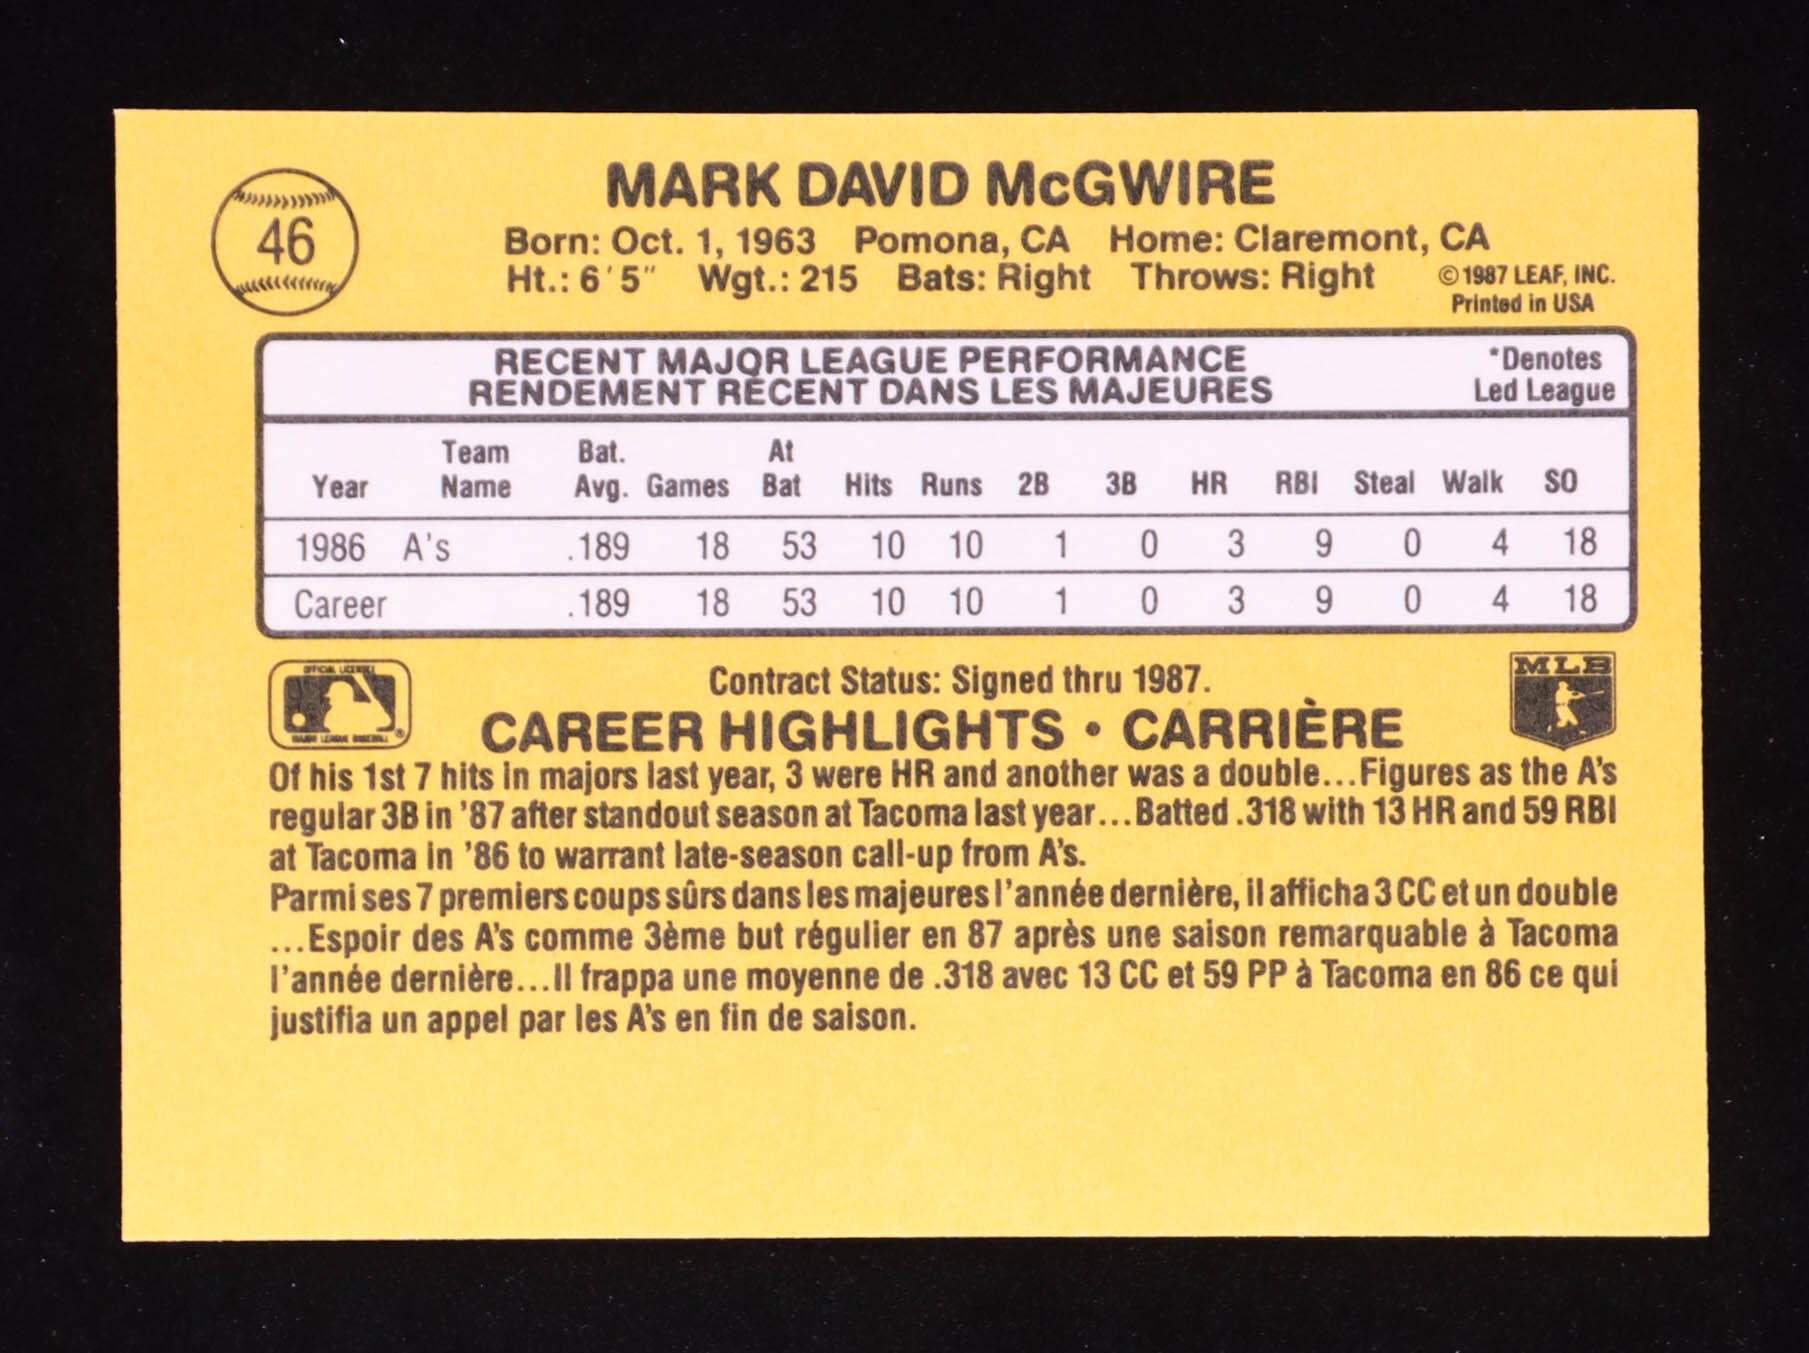 46
MARK DAVID McGWIRE
Born: Oct. 1, 1963 Pomona, CA Home: Claremont, CA
Ht.: 6'5" Wgt.: 215 Bats: Right Throws: Right
©1987 LEAF, INC.
Printed in USA
RECENT MAJOR LEAGUE PERFORMANCE
RENDEMENT RÉCENT DANS LES MAJEURES
*Denotes
Led League
Year Team Name Bat. Avg. Games At Bat Hits Runs 2B 3B HR RBI Steal Walk SO
1986 A's .189 18 53 10 10 1 0 3 9 0 4 18
Career .189 18 53 10 10 1 0 3 9 0 4 18
OFFICIAL LICENSEE
MAJOR LEAGUE BASEBALL ®
Contract Status: Signed thru 1987.
MLB
CAREER HIGHLIGHTS • CARRIÈRE
Of his 1st 7 hits in majors last year, 3 were HR and another was a double...Figures as the A's
regular 3B in '87 after standout season at Tacoma last year...Batted .318 with 13 HR and 59 RBI
at Tacoma in '86 to warrant late-season call-up from A's.
Parmi ses 7 premiers coups sûrs dans les majeures l'année dernière, il afficha 3 CC et un double
...Espoir des A's comme 3ème but régulier en 87 après une saison remarquable à Tacoma
l'année dernière...Il frappa une moyenne de .318 avec 13 CC et 59 PP à Tacoma en 86 ce qui
justifia un appel par les A's en fin de saison.